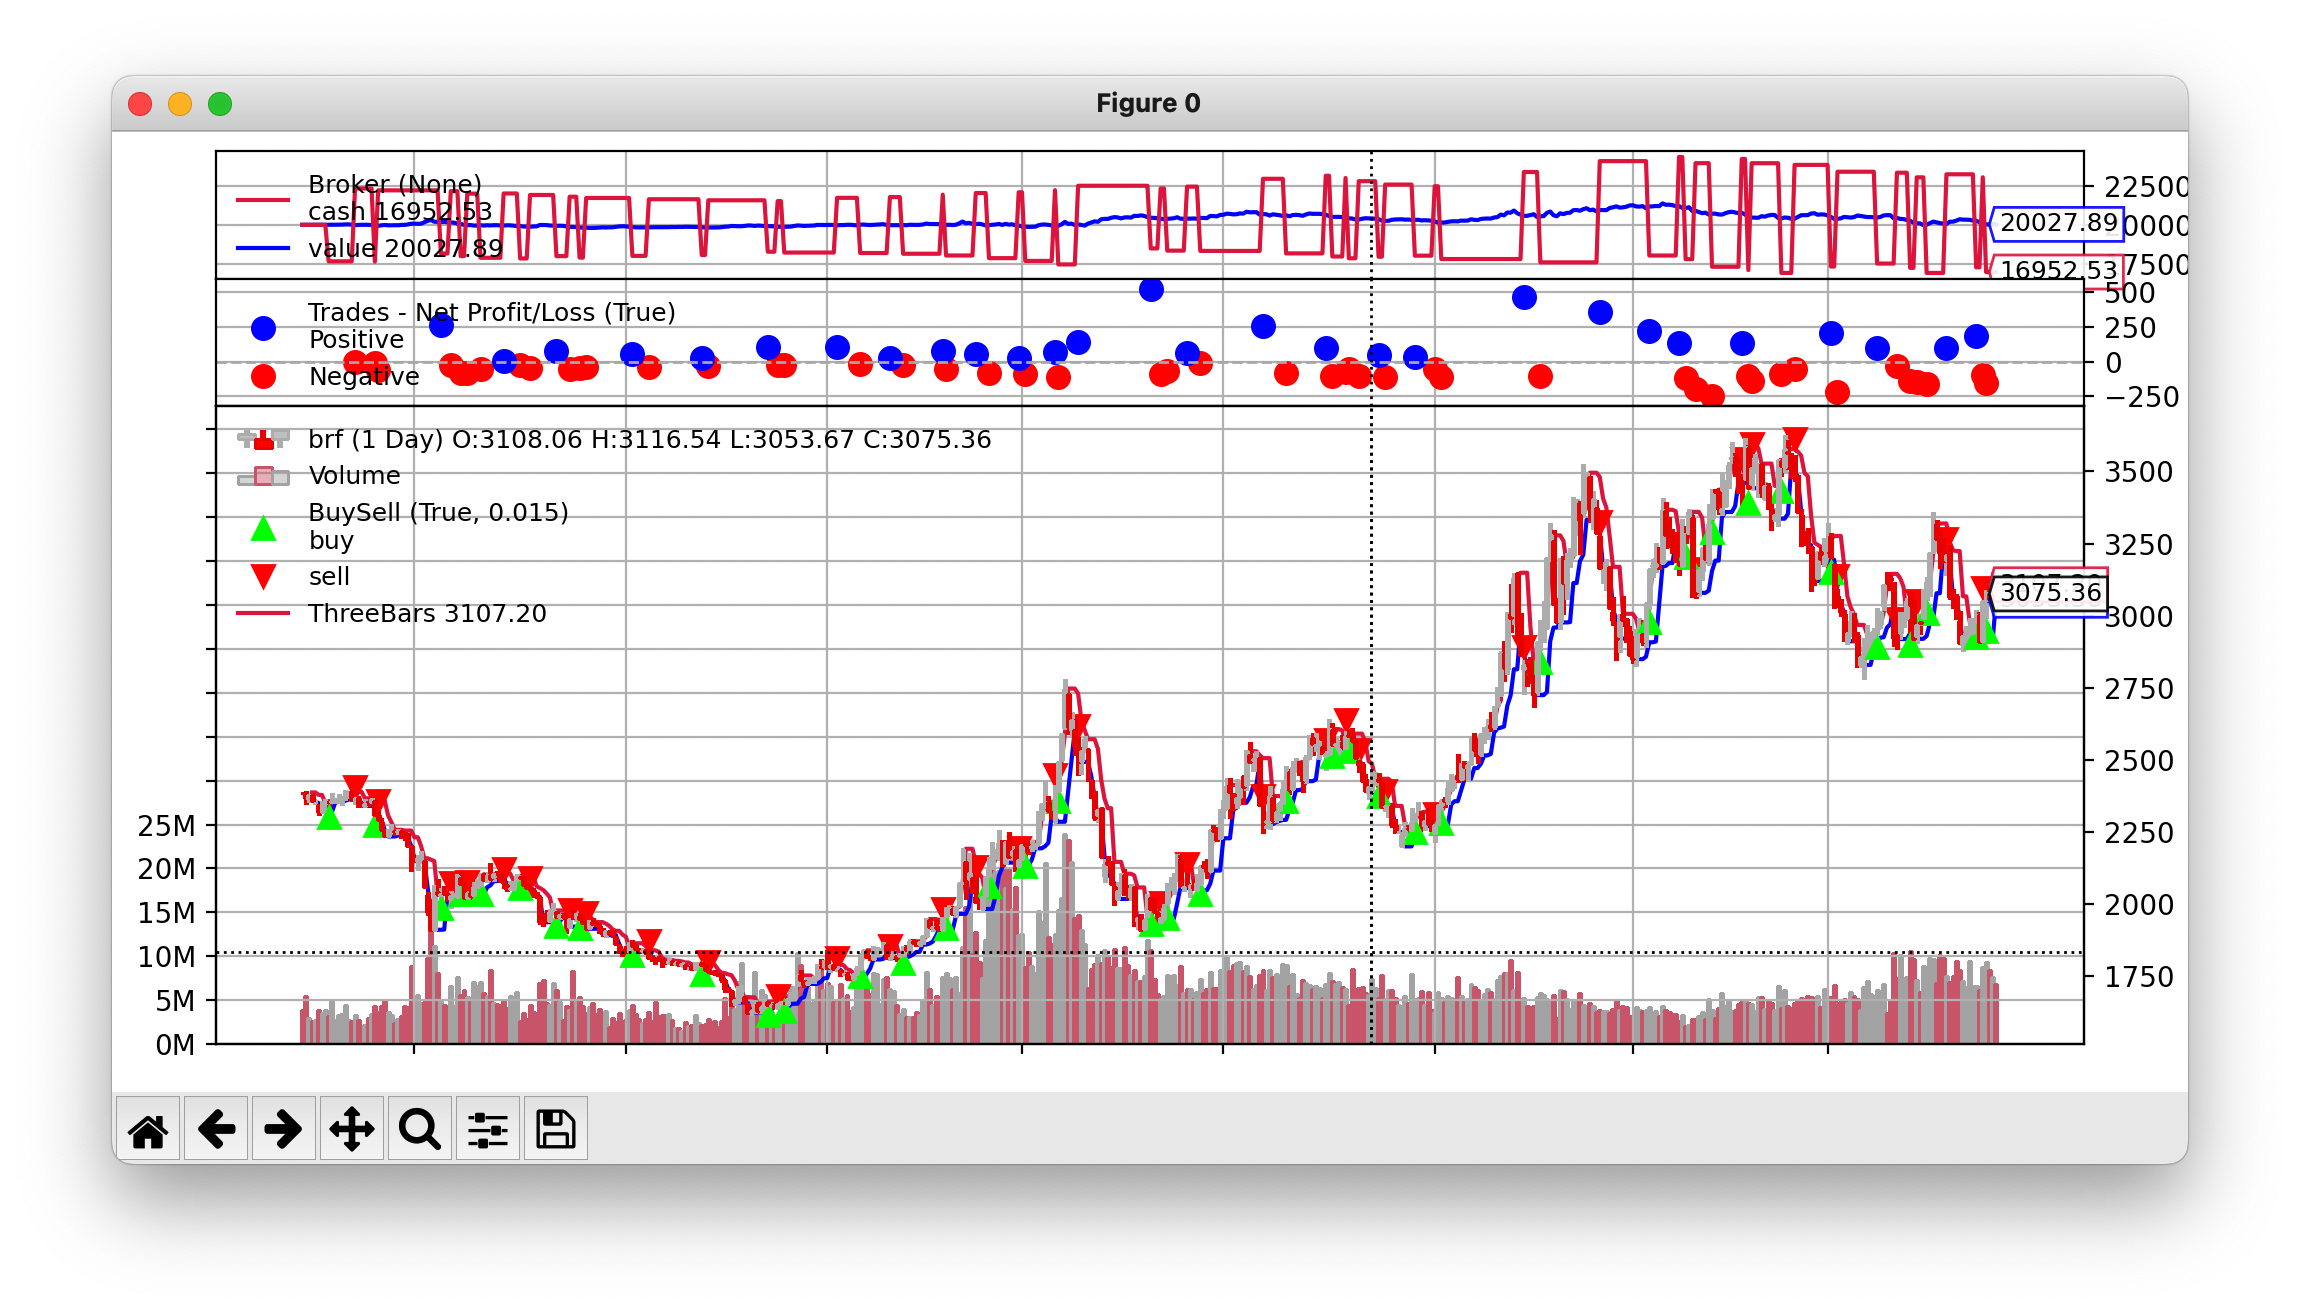 Figure 0
Broker (None)
cash 16952.53
value 20027.89
22500
20027.89
0000
7500
16952.53
Trades - Net Profit/Loss (True)
Positive
Negative
500
250
0
−250
brf (1 Day) O:3108.06 H:3116.54 L:3053.67 C:3075.36
Volume
BuySell (True, 0.015)
buy
sell
ThreeBars 3107.20
3500
3250
3075.36
3000
2750
2500
2250
2000
1750
25M
20M
15M
10M
5M
0M